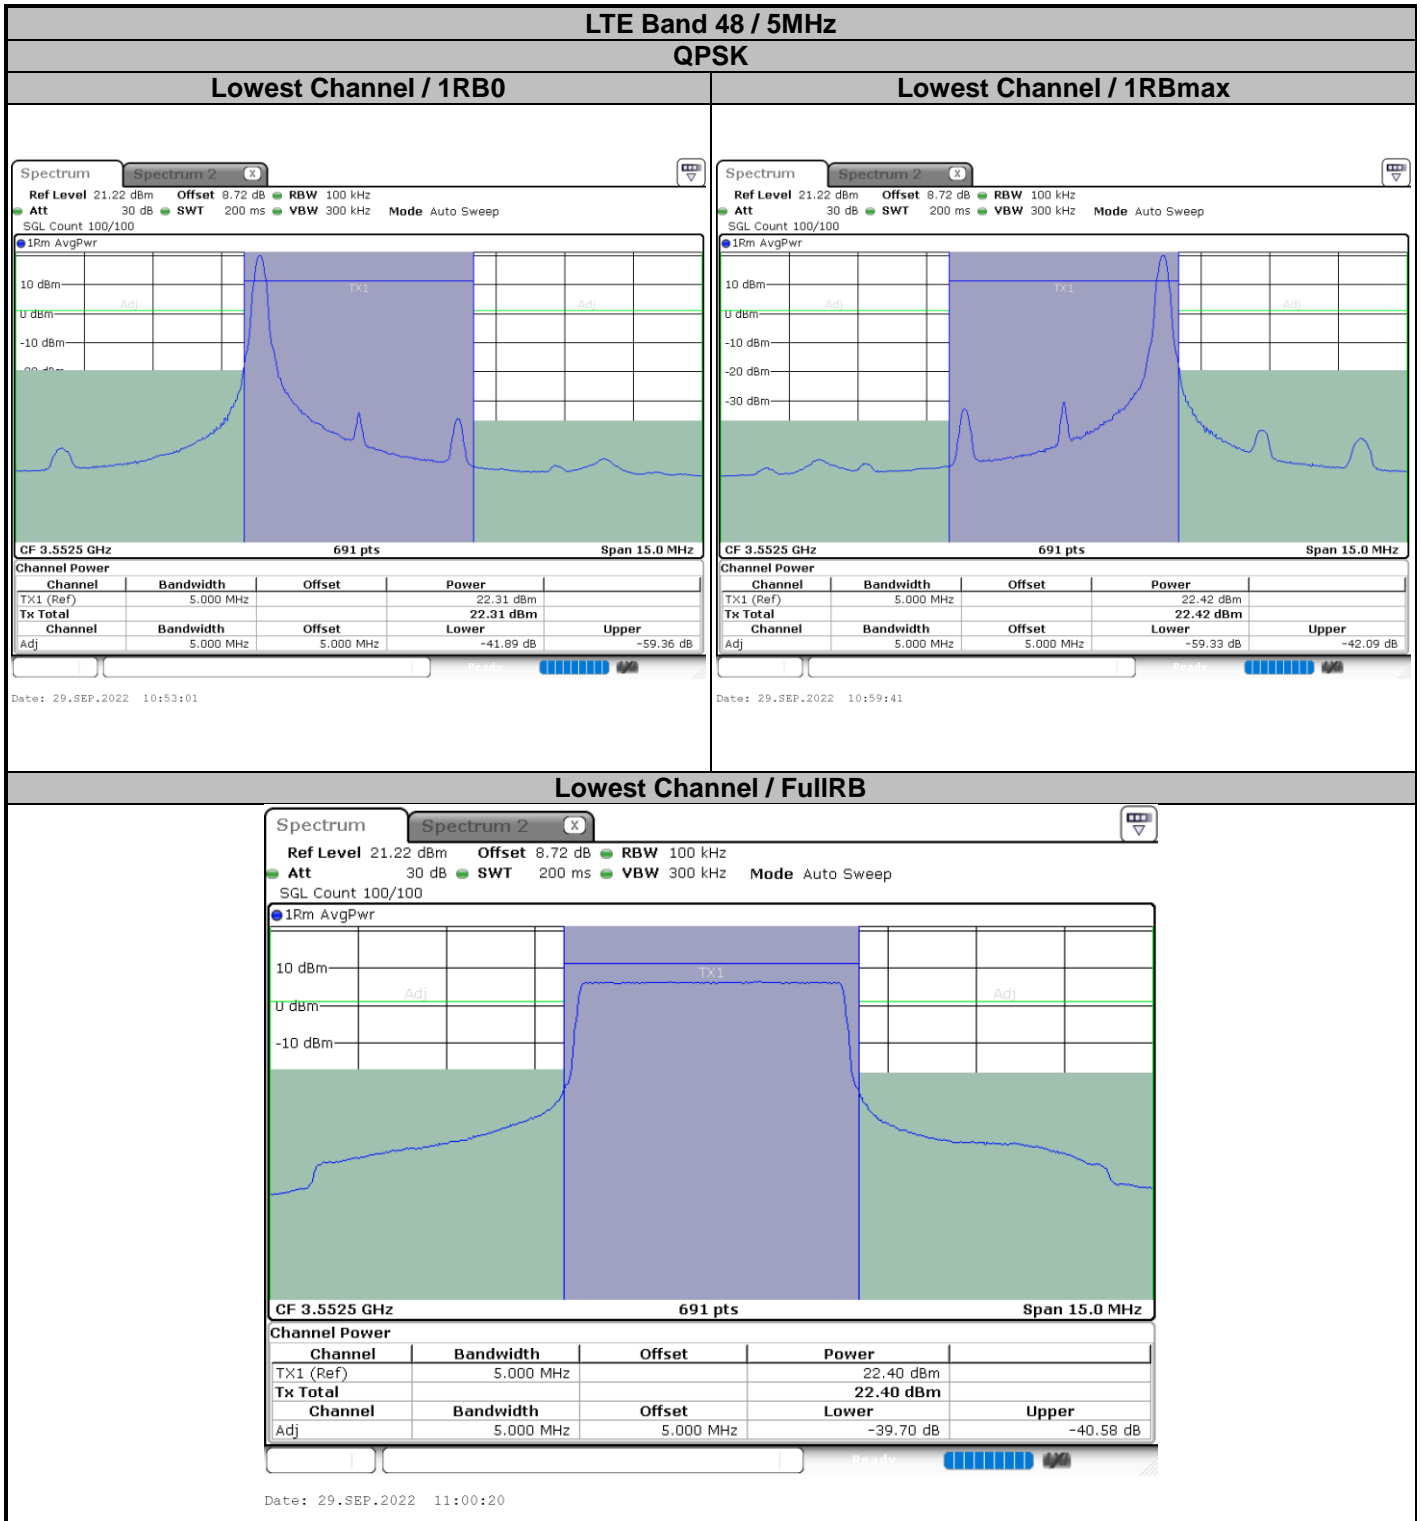 LTE Band 48 / 5MHz
QPSK
Lowest Channel / 1RB0
Lowest Channel / 1RBmax
Spectrum Spectrum 2 X
Ref Level 21.22 dBm Offset 8.72 dB RBW 100 kHz
Att 30 dB SWT 200 ms VBW 300 kHz Mode Auto Sweep
SGL Count 100/100
1Rm AvgPwr
10 dBm
TX1
Adj Adj
0 dBm
-10 dBm
-20 dBm
CF 3.5525 GHz 691 pts Span 15.0 MHz
Channel Power
Channel Bandwidth Offset Power
TX1 (Ref) 5.000 MHz 22.31 dBm
Tx Total 22.31 dBm
Channel Bandwidth Offset Lower Upper
Adj 5.000 MHz 5.000 MHz -41.89 dB -59.36 dB
Ready
Date: 29.SEP.2022 10:53:01
Spectrum Spectrum 2 X
Ref Level 21.22 dBm Offset 8.72 dB RBW 100 kHz
Att 30 dB SWT 200 ms VBW 300 kHz Mode Auto Sweep
SGL Count 100/100
1Rm AvgPwr
10 dBm
TX1
Adj Adj
0 dBm
-10 dBm
-20 dBm
-30 dBm
CF 3.5525 GHz 691 pts Span 15.0 MHz
Channel Power
Channel Bandwidth Offset Power
TX1 (Ref) 5.000 MHz 22.42 dBm
Tx Total 22.42 dBm
Channel Bandwidth Offset Lower Upper
Adj 5.000 MHz 5.000 MHz -59.33 dB -42.09 dB
Ready
Date: 29.SEP.2022 10:59:41
Lowest Channel / FullRB
Spectrum Spectrum 2 X
Ref Level 21.22 dBm Offset 8.72 dB RBW 100 kHz
Att 30 dB SWT 200 ms VBW 300 kHz Mode Auto Sweep
SGL Count 100/100
1Rm AvgPwr
10 dBm
TX1
Adj Adj
0 dBm
-10 dBm
CF 3.5525 GHz 691 pts Span 15.0 MHz
Channel Power
Channel Bandwidth Offset Power
TX1 (Ref) 5.000 MHz 22.40 dBm
Tx Total 22.40 dBm
Channel Bandwidth Offset Lower Upper
Adj 5.000 MHz 5.000 MHz -39.70 dB -40.58 dB
Ready
Date: 29.SEP.2022 11:00:20